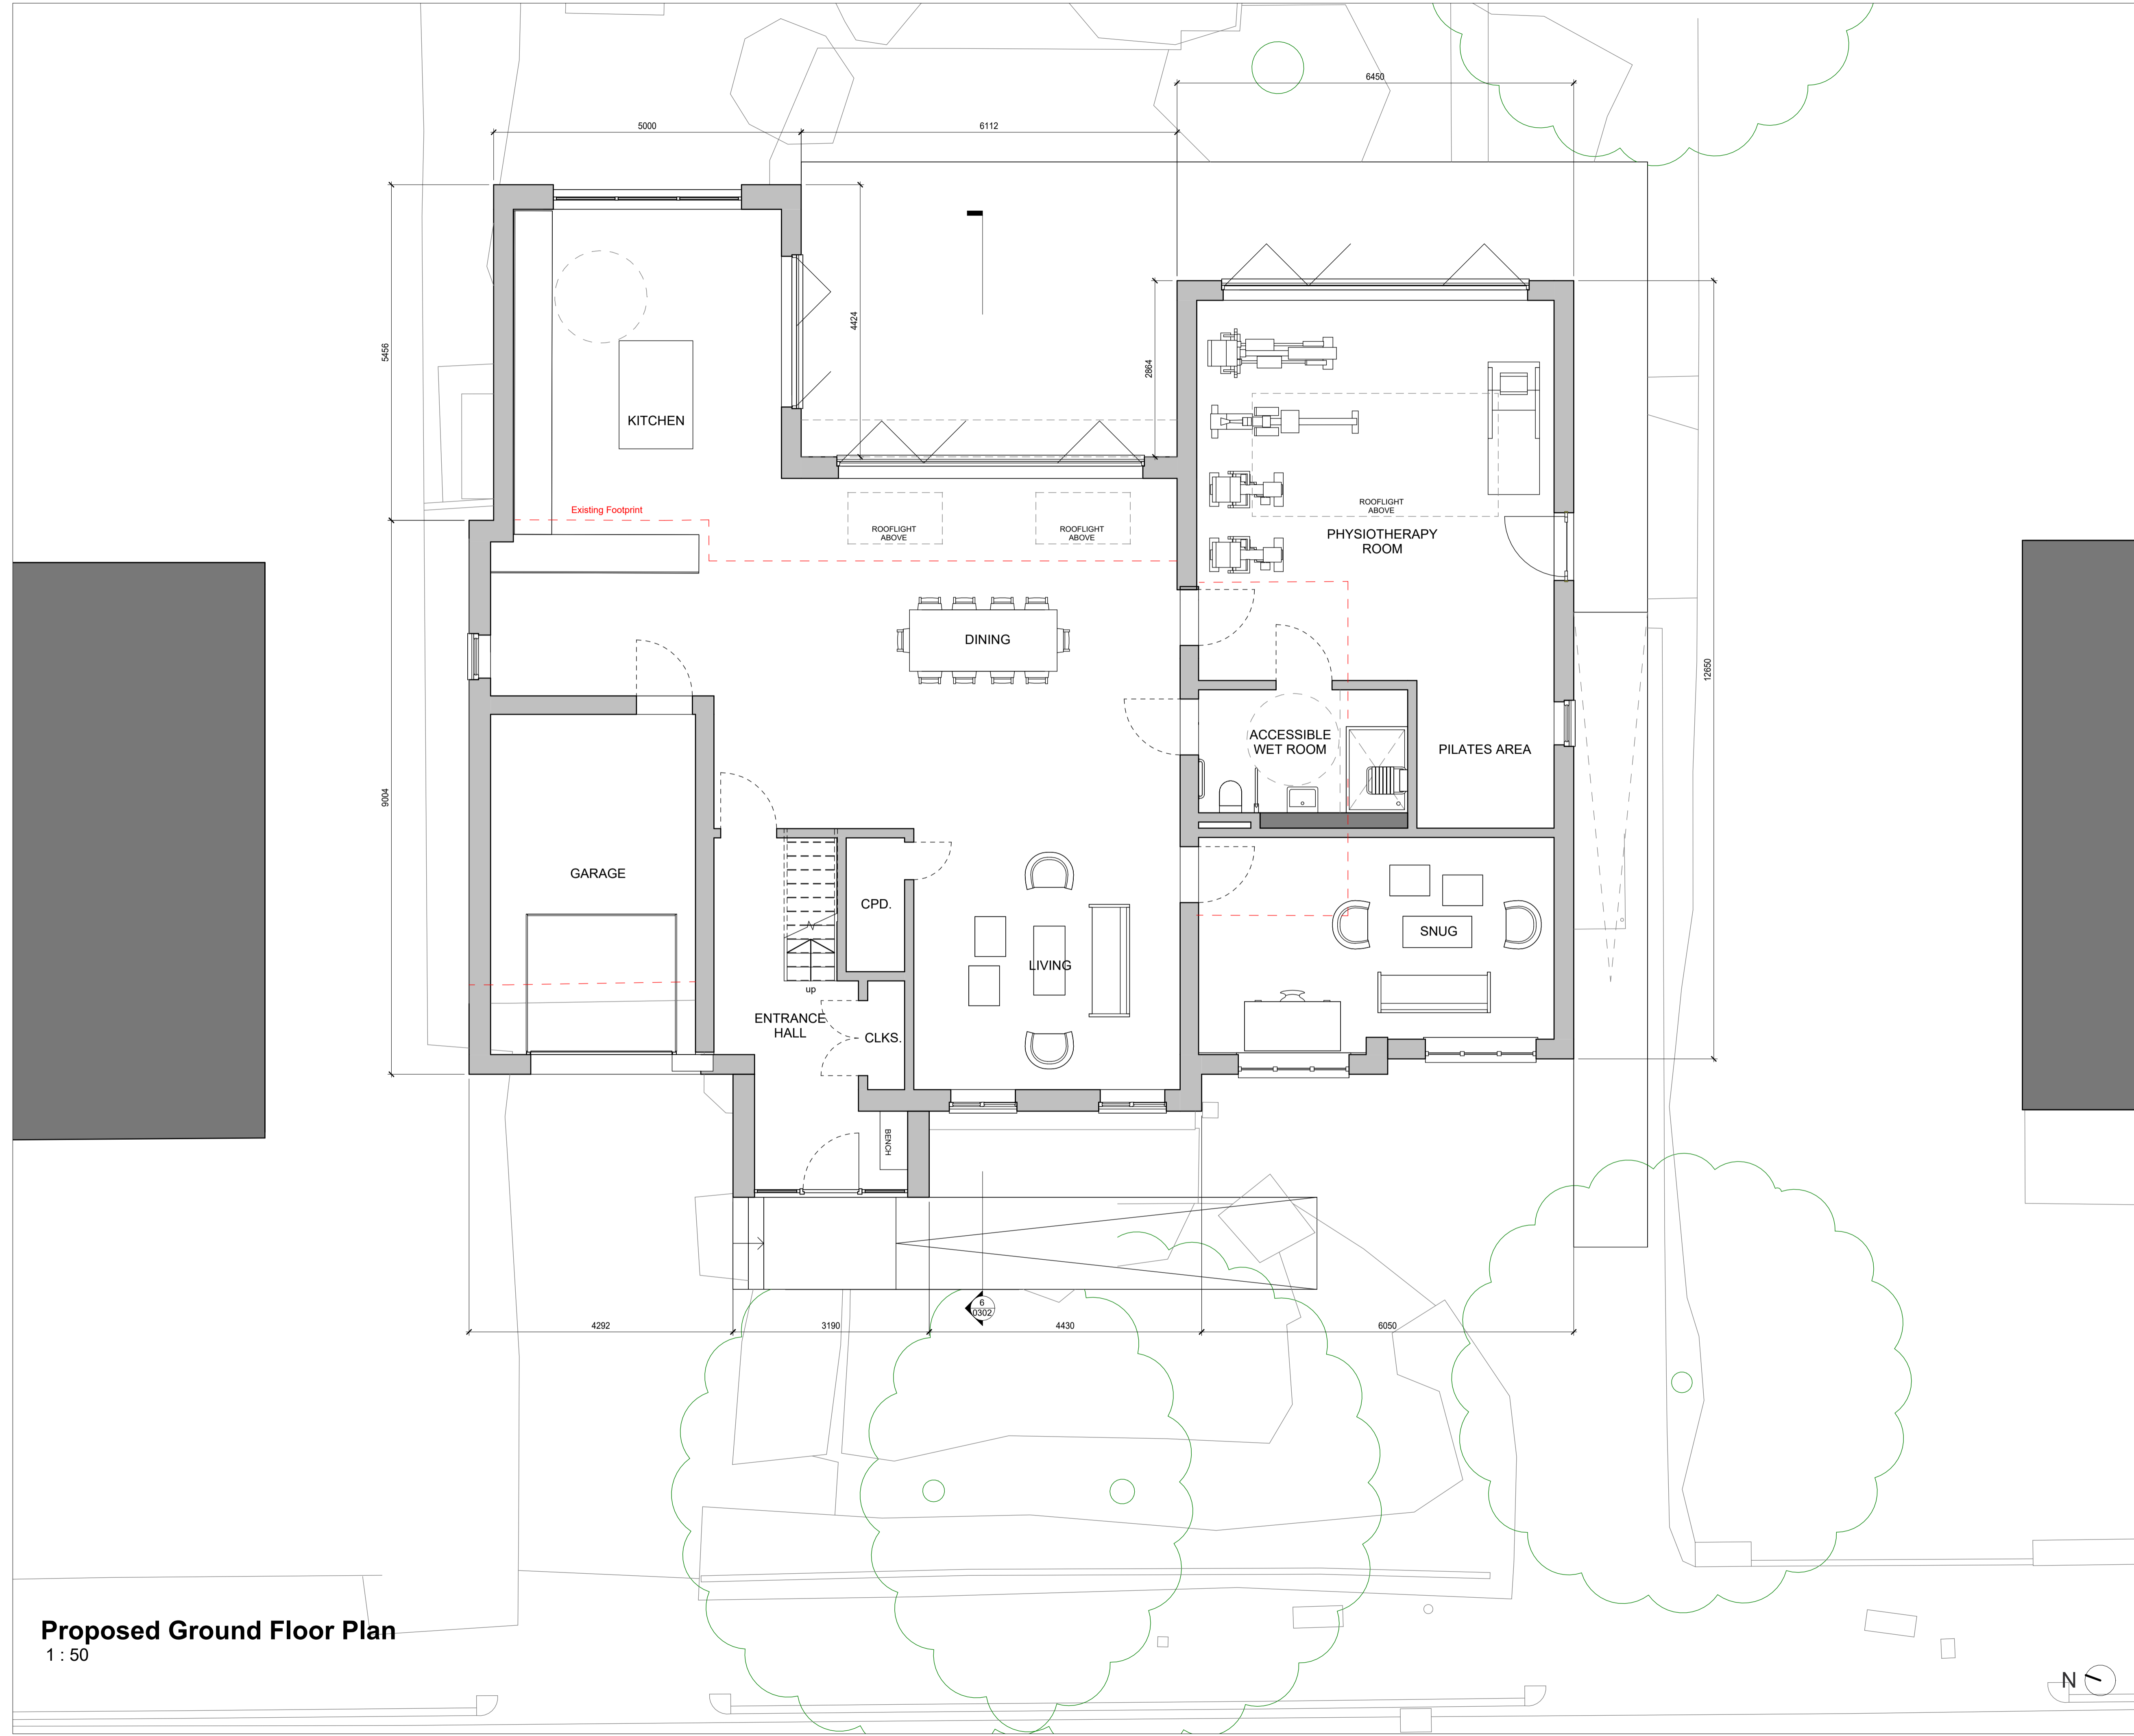 6450
5000
6112
4424
5456
2864
KITCHEN
Existing Footprint
ROOFLIGHT
ABOVE
ROOFLIGHT
ABOVE
ROOFLIGHT
ABOVE
PHYSIOTHERAPY
ROOM
DINING
12650
ACCESSIBLE
WET ROOM
PILATES AREA
9004
GARAGE
CPD.
SNUG
LIVING
up
ENTRANCE
HALL
CLKS.
BENCH
6
0302
4292
3190
4430
6050
Proposed Ground Floor Plan
1 : 50
N